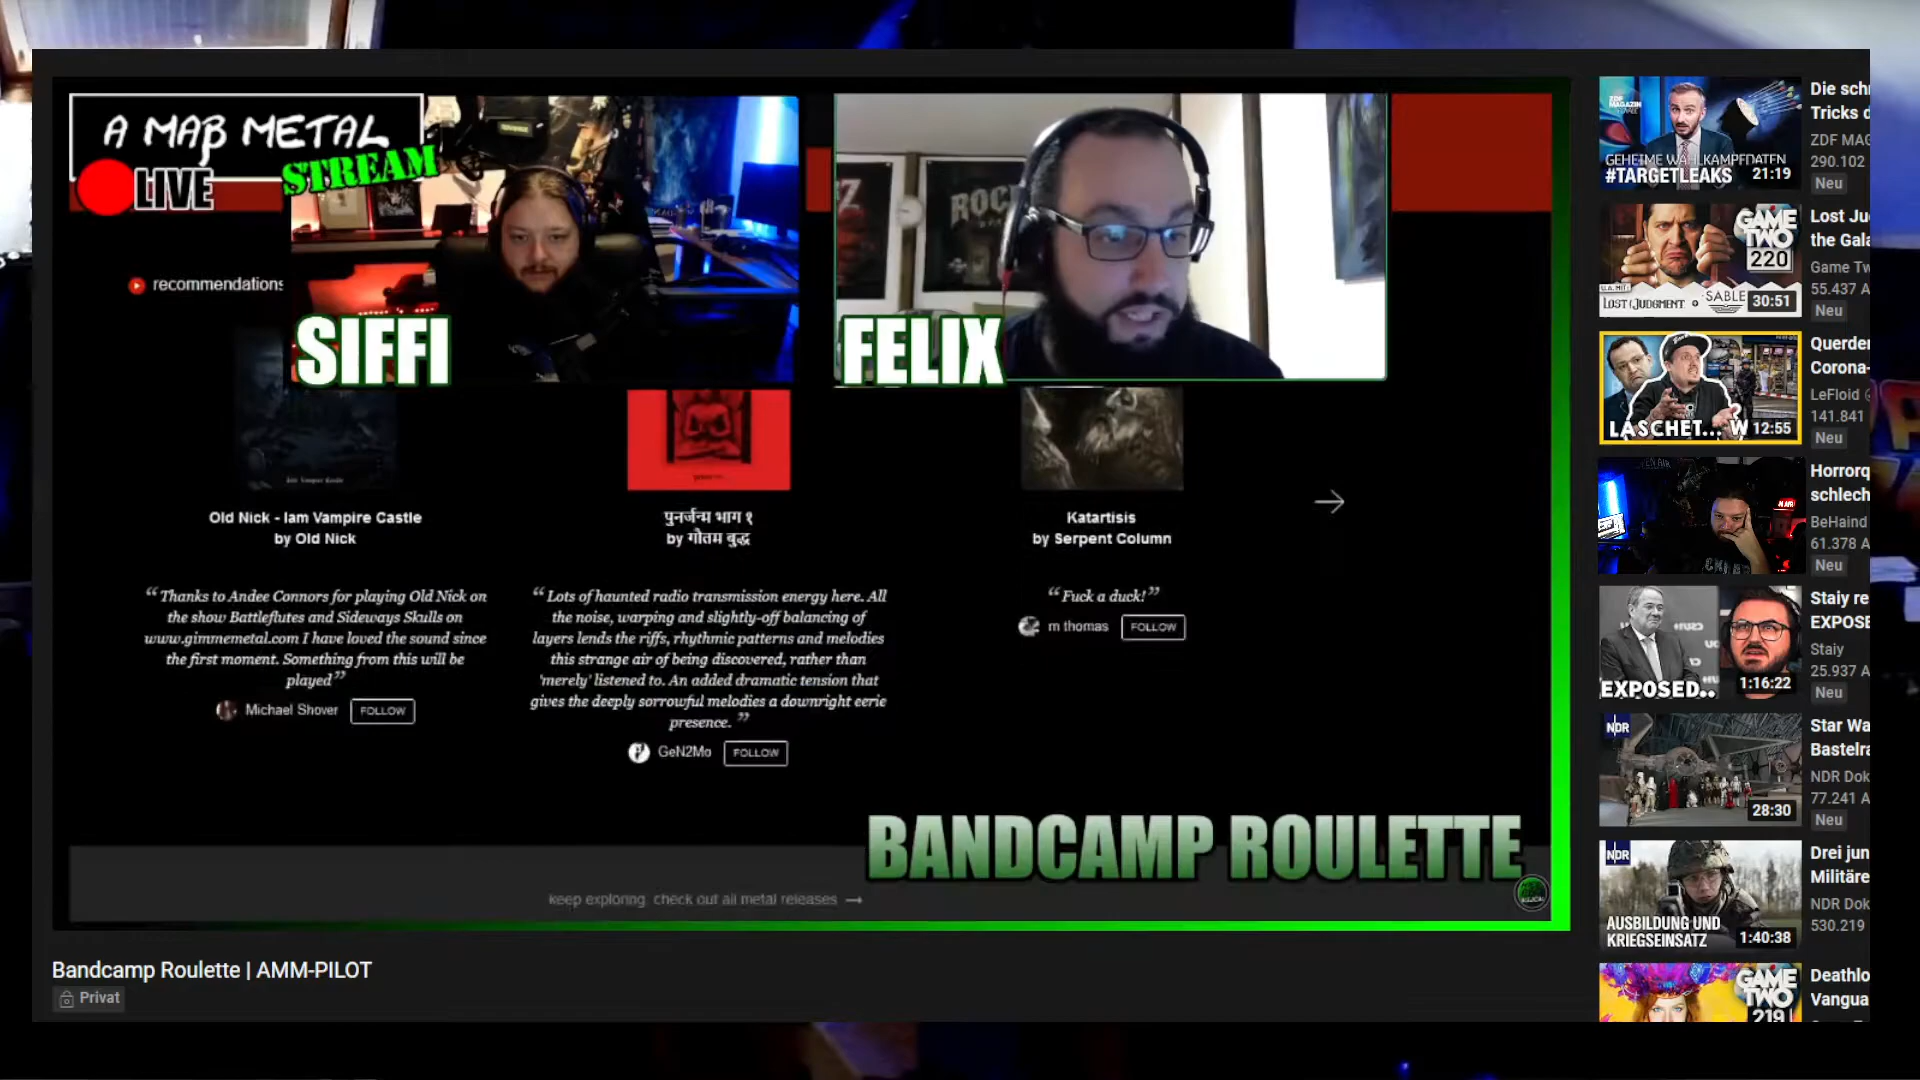 A MAß METAL
LIVE
STREAM
recommendations
SIFFI
ROCK
FELIX
Old Nick - Iam Vampire Castle
by Old Nick
“Thanks to Andee Connors for playing Old Nick on
the show Battleflutes and Sideways Skulls on
www.gimmemetal.com I have loved the sound since
the first moment. Something from this will be
played”
Michael Shover
FOLLOW
पुनर्जन्म भाग १
by गौतम बुद्ध
“Lots of haunted radio transmission energy here. All
the noise, warping and slightly-off balancing of
layers lends the riffs, rhythmic patterns and melodies
this strange air of being discovered, rather than
'merely' listened to. An added dramatic tension that
gives the deeply sorrowful melodies a downright eerie
presence. ”
GeN2Mo
FOLLOW
Katartisis
by Serpent Column
“Fuck a duck!”
m thomas
FOLLOW
BANDCAMP ROULETTE
keep exploring, check out all metal releases →
Bandcamp Roulette | AMM-PILOT
Privat
ZDF
MAGAZIN
GEHEIME WAHLKAMPFDATEN
#TARGETLEAKS
21:19
Die schr
Tricks d
ZDF MAG
290.102
Neu
GAME
TWO
220
U.A. MIT:
LOST JUDGMENT
SABLE
30:51
Lost Ju
the Gala
Game Tw
55.437 A
Neu
LASCHET... W
12:55
Querder
Corona-
LeFloid
141.841
Neu
Horrorq
schlech
BeHaind
61.378 A
Neu
EXPOSED..
1:16:22
Staiy re
EXPOSE
Staiy
25.937 A
Neu
NDR
28:30
Star Wa
Bastelra
NDR Dok
77.241 A
Neu
NDR
AUSBILDUNG UND
KRIEGSEINSATZ
1:40:38
Drei jun
Militäre
NDR Dok
530.219
GAME
TWO
219
Deathlo
Vangua